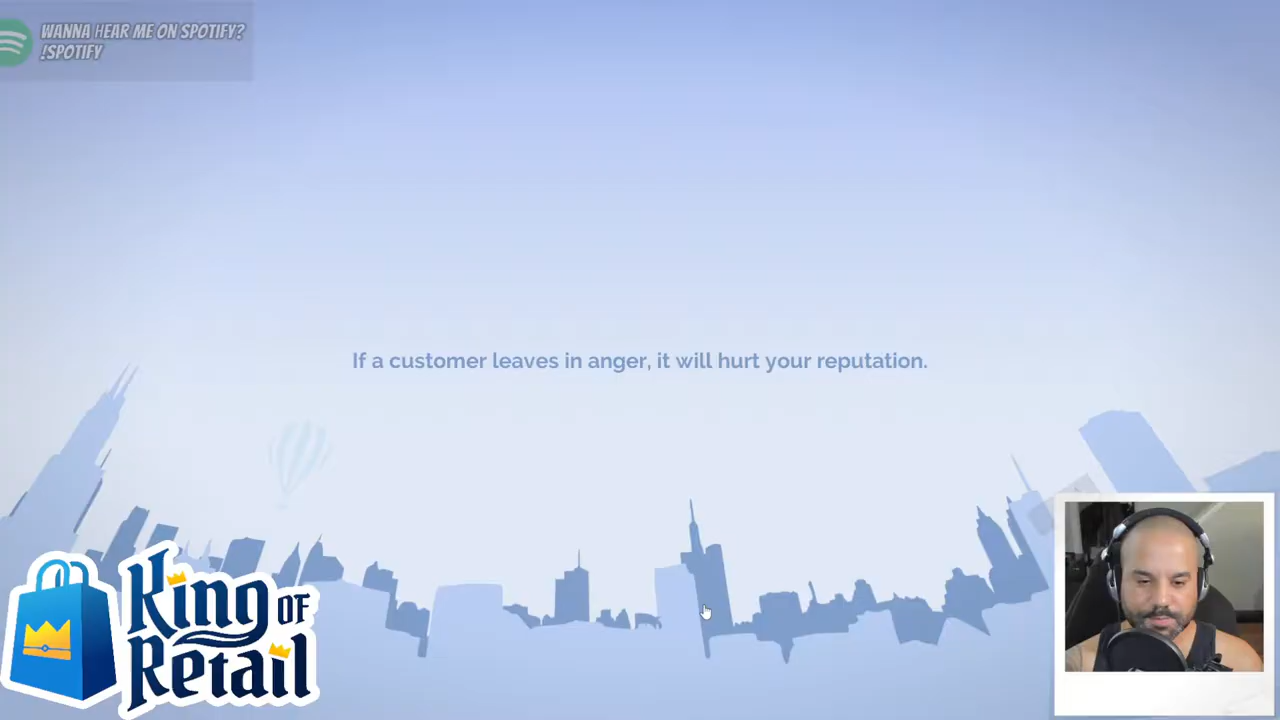 WANNA HEAR ME ON SPOTIFY?
!SPOTIFY
If a customer leaves in anger, it will hurt your reputation.
King OF
Retail